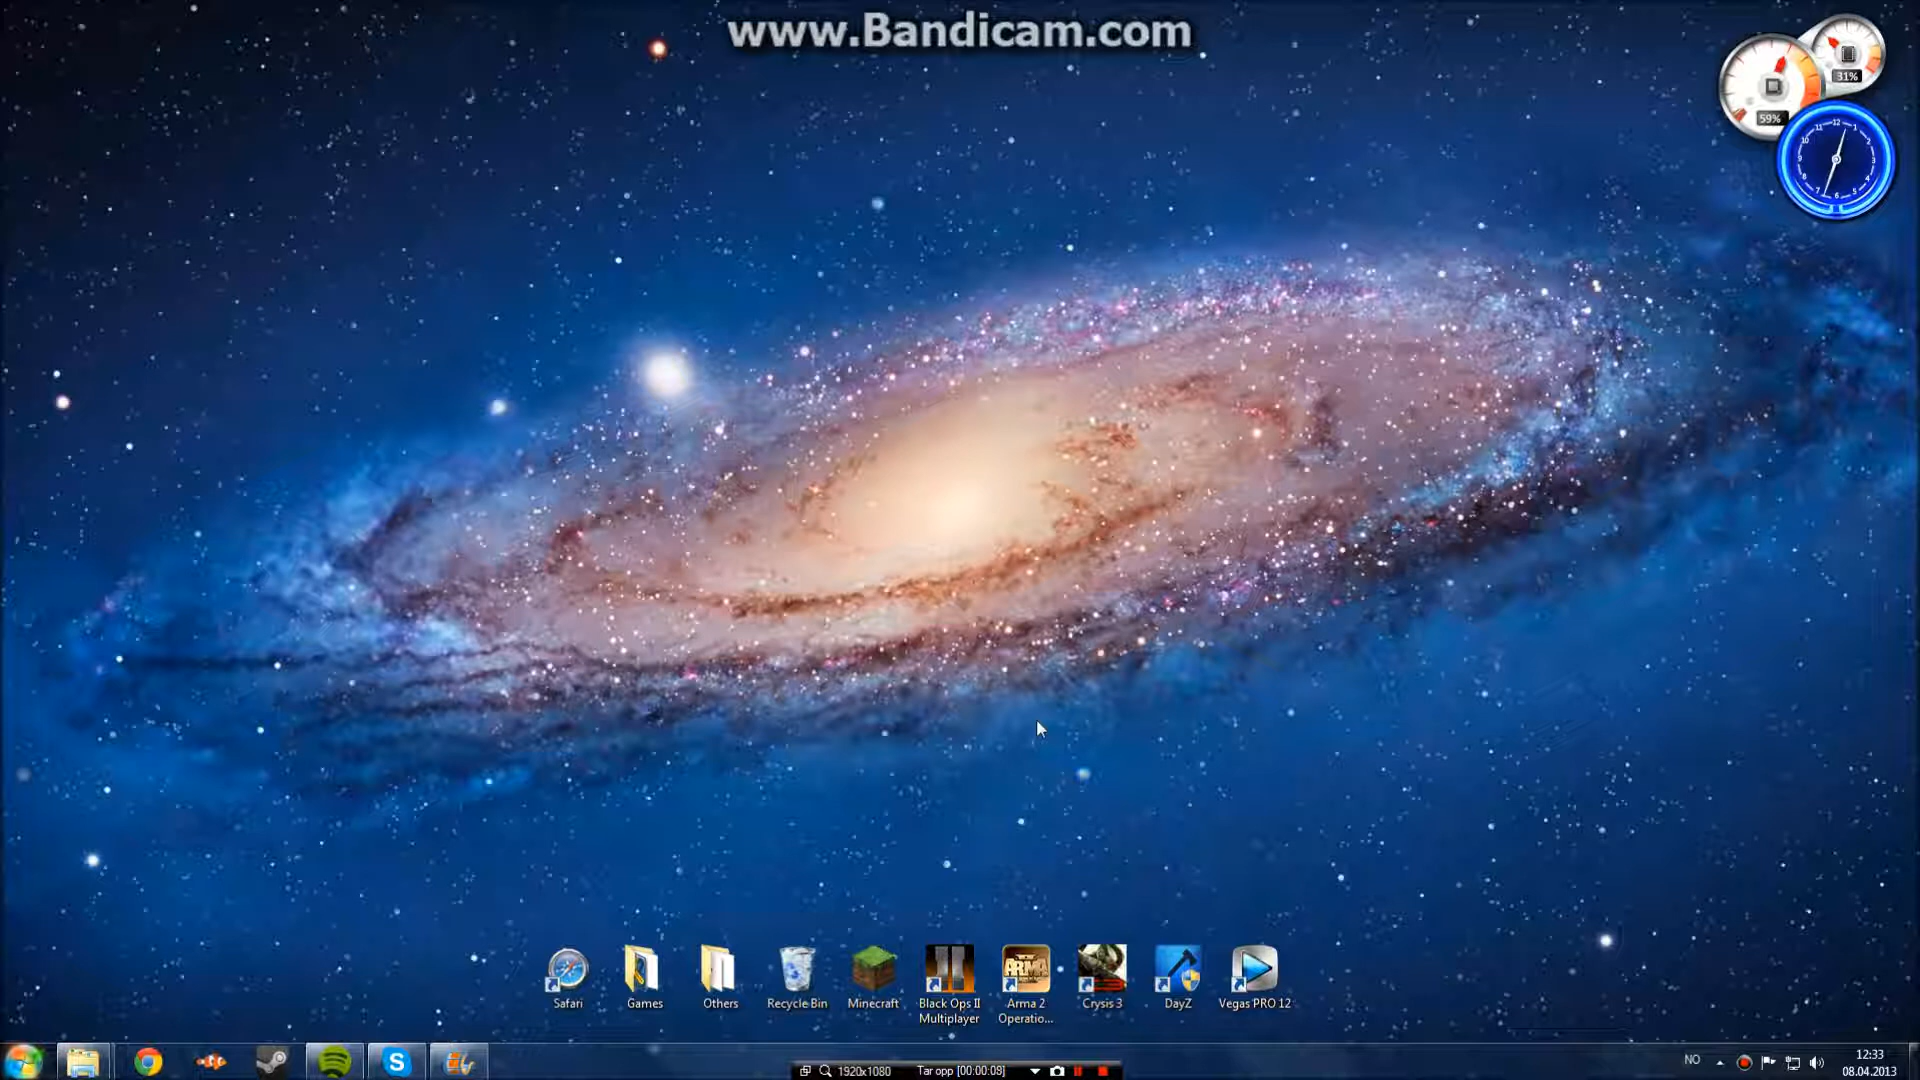 www.Bandicam.com
31%
59%
Safari
Games
Others
Recycle Bin
Minecraft
Black Ops II
Multiplayer
Arma 2
Operatio...
Crysis 3
DayZ
Vegas PRO 12
1920x1080
Tar opp [00:00:08]
NO
12:33
08.04.2013